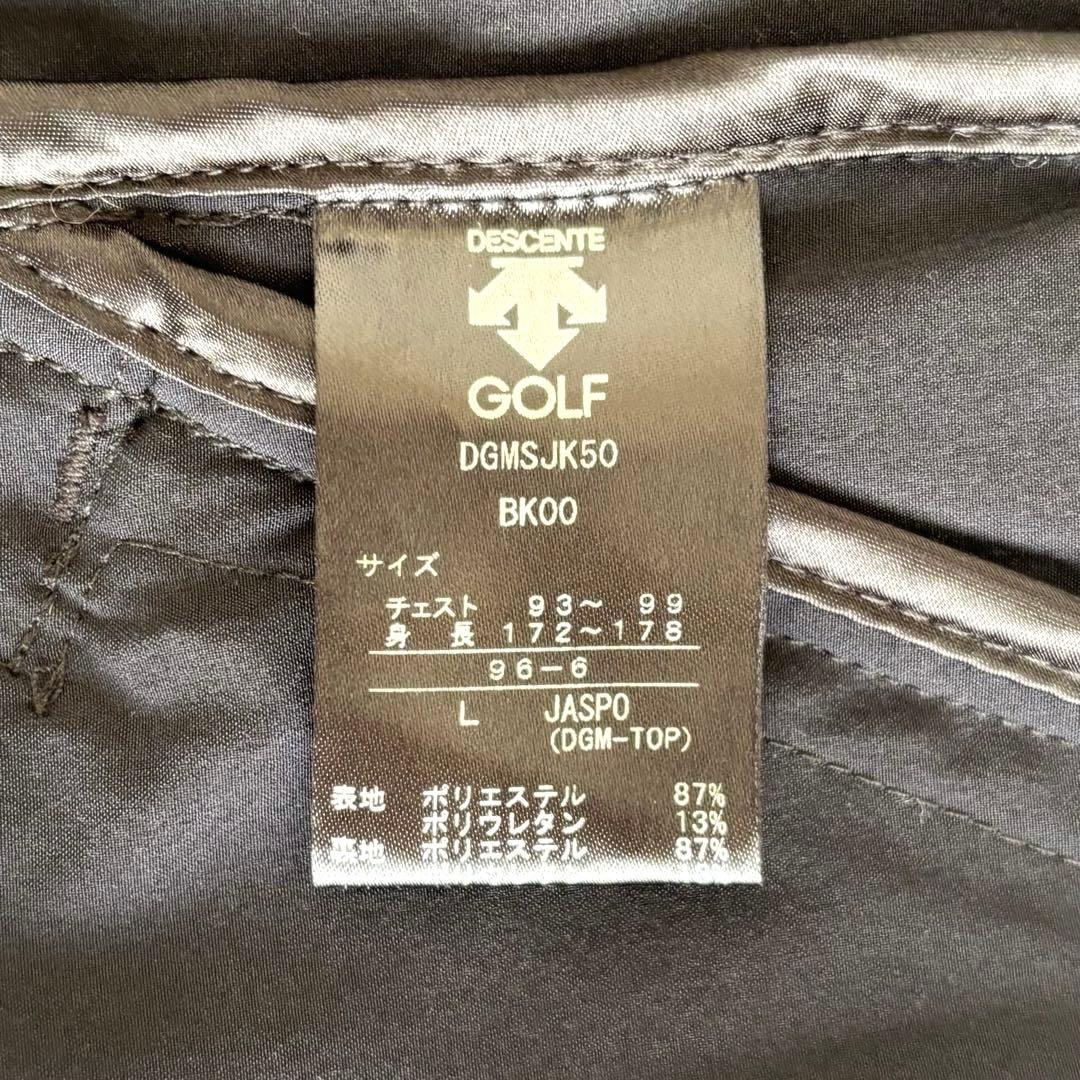 DESCENTE
GOLF
DGMSJK50
BK00
サイズ
チェスト 93～ 99
身 長 172～178
96－6
L JASPO
(DGM-TOP)
表地 ポリエステル 87%
ポリウレタン 13%
裏地 ポリエステル 87%